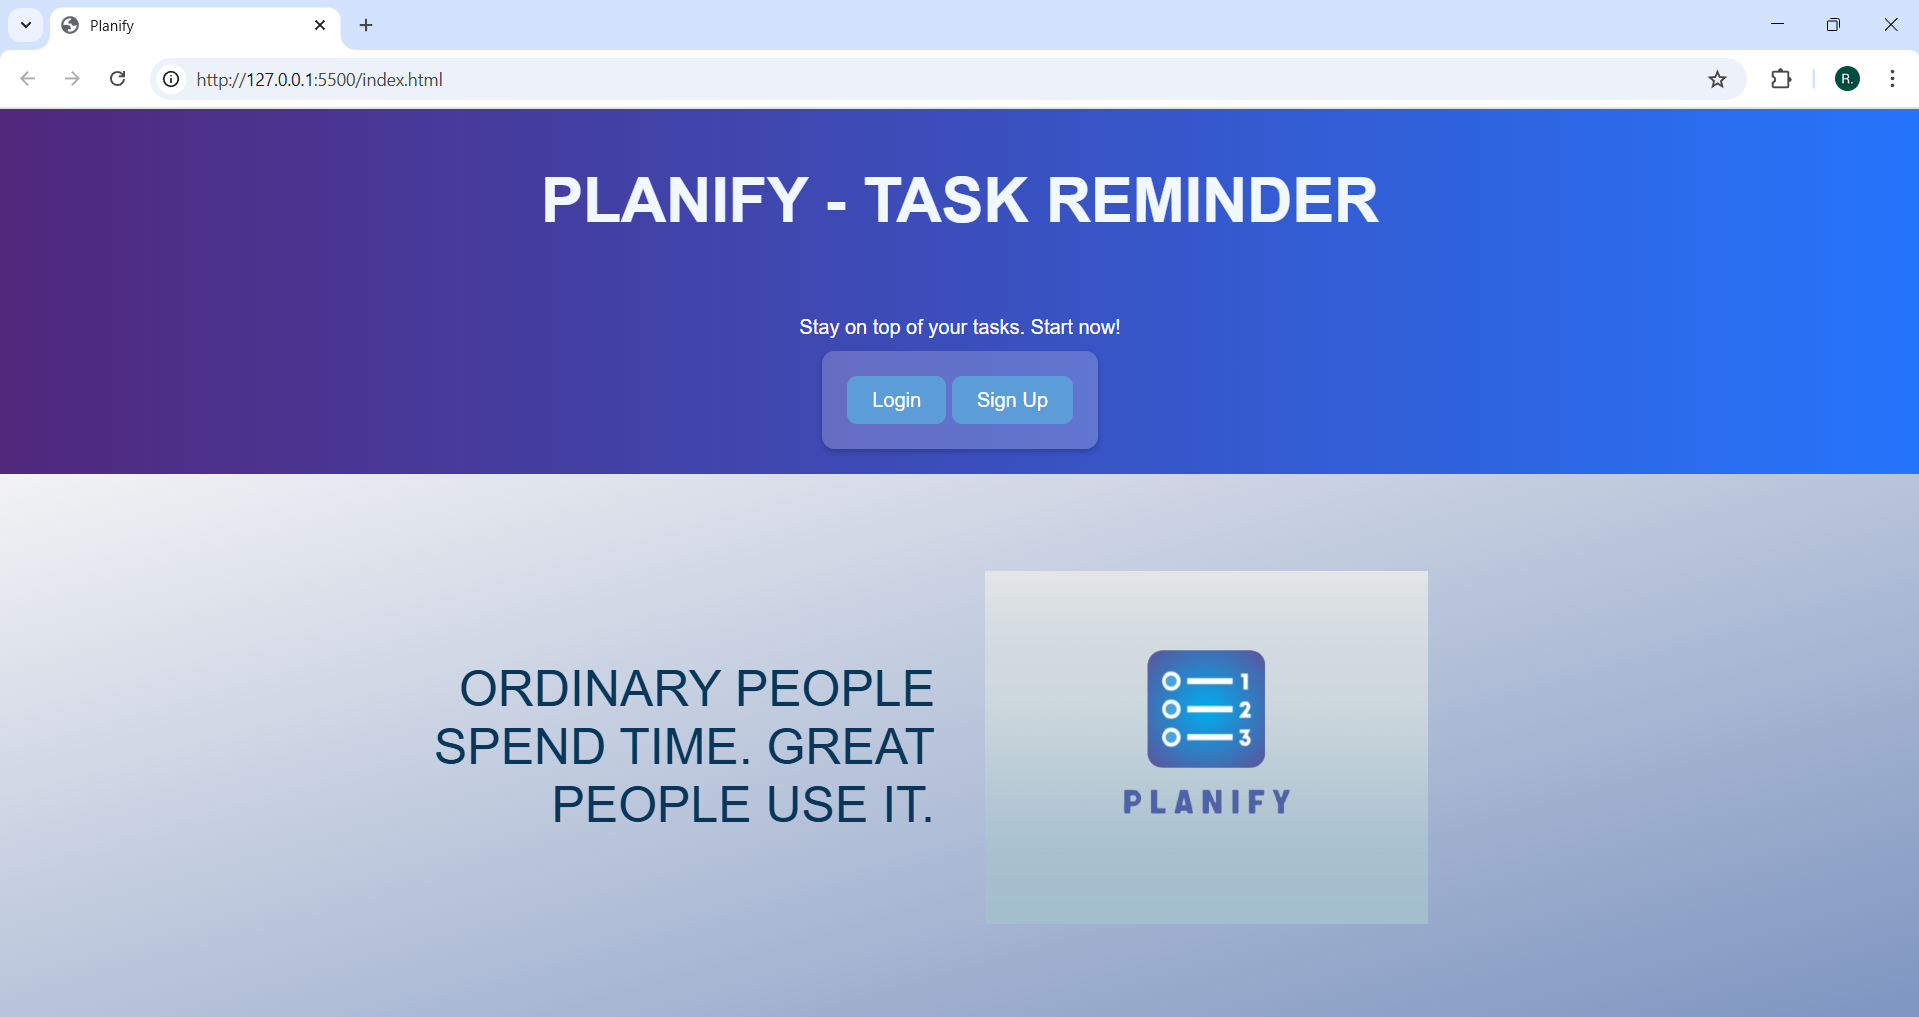 Planify
http://127.0.0.1:5500/index.html
R.
PLANIFY - TASK REMINDER
Stay on top of your tasks. Start now!
Login
Sign Up
ORDINARY PEOPLE
SPEND TIME. GREAT
PEOPLE USE IT.
1
2
3
PLANIFY